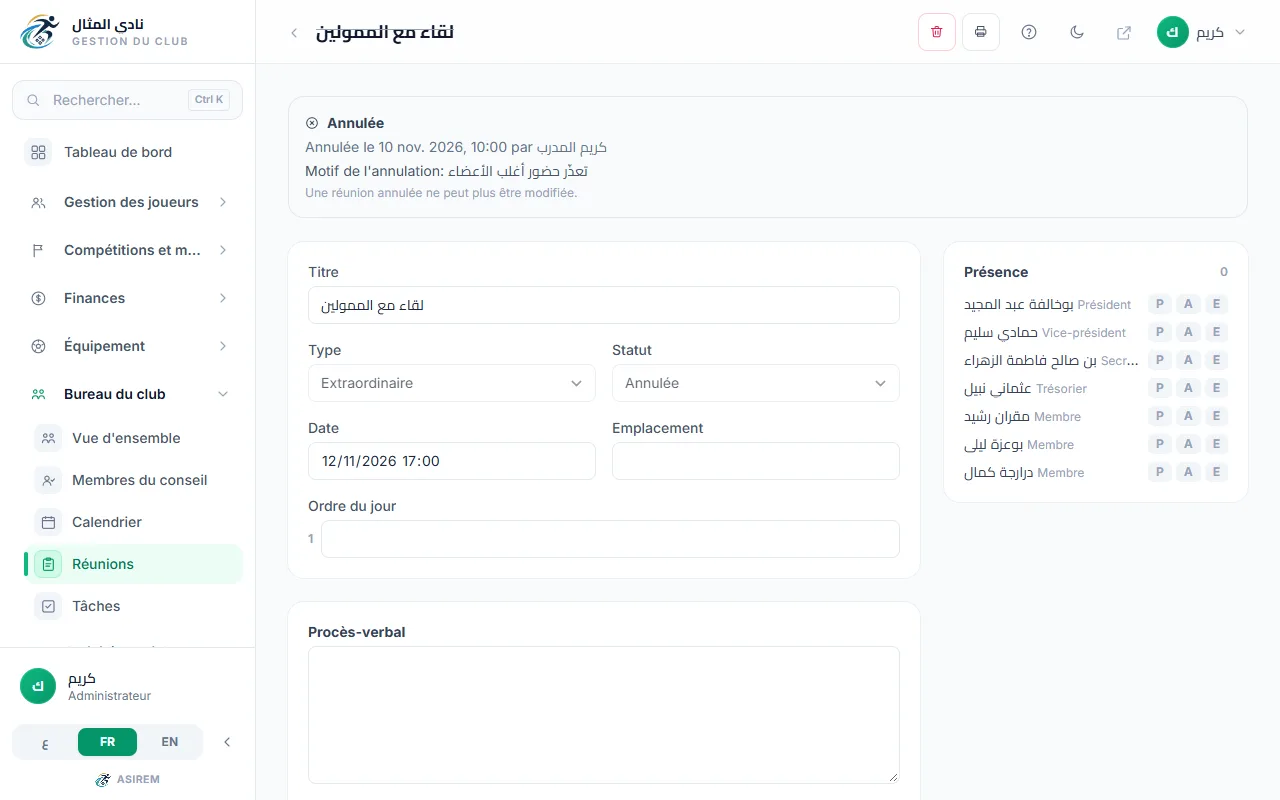 نادي المثال
GESTION DU CLUB
Rechercher...
Ctrl K
Tableau de bord
Gestion des joueurs
Compétitions et m...
Finances
Équipement
Bureau du club
Vue d'ensemble
Membres du conseil
Calendrier
Réunions
Tâches
كريم
Administrateur
ع
FR
EN
ASIREM
لقاء مع الممولين
كريم
Annulée
Annulée le 10 nov. 2026, 10:00 par كريم المدرب
Motif de l'annulation: تعذّر حضور أغلب الأعضاء
Une réunion annulée ne peut plus être modifiée.
Titre
لقاء مع الممولين
Type
Statut
Extraordinaire
Annulée
Date
Emplacement
12/11/2026 17:00
Ordre du jour
1
Procès-verbal
Présence 0
بوخالفة عبد المجيد Président P A E
حمادي سليم Vice-président P A E
بن صالح فاطمة الزهراء Secr... P A E
عثماني نبيل Trésorier P A E
مقران رشيد Membre P A E
بوعزة ليلى Membre P A E
درارجة كمال Membre P A E